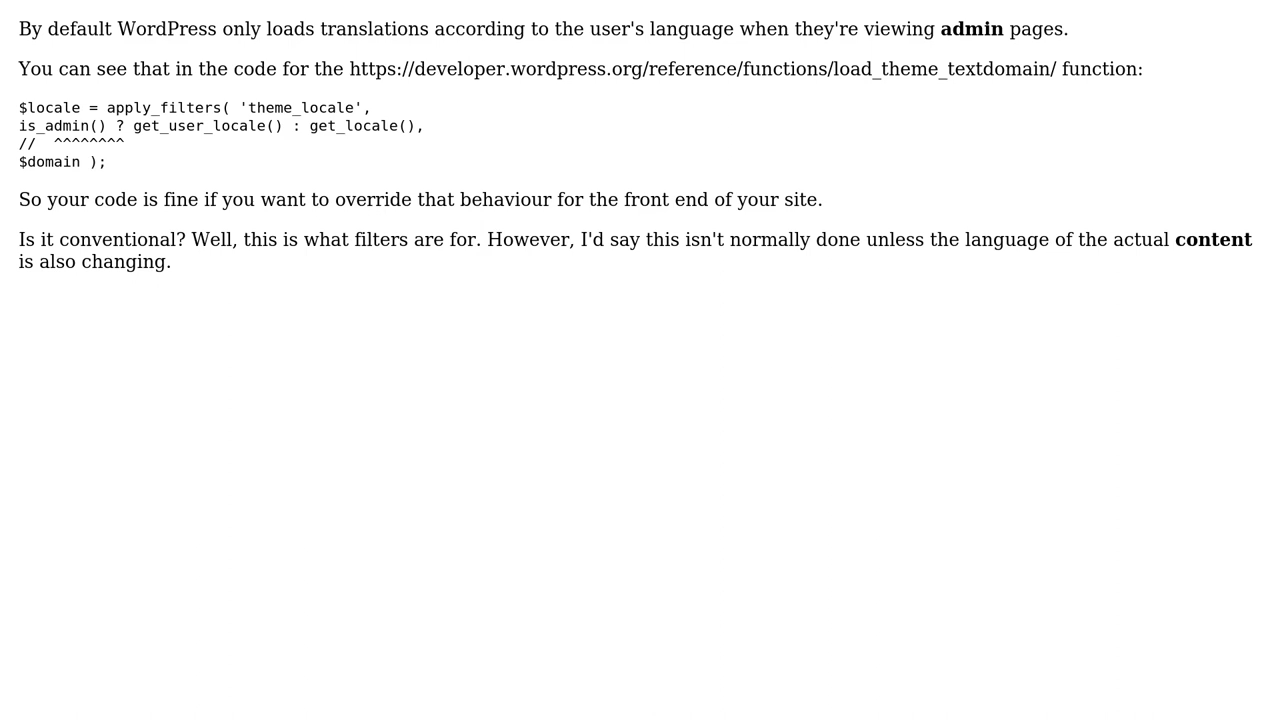 By default WordPress only loads translations according to the user's language when they're viewing admin pages.
You can see that in the code for the https://developer.wordpress.org/reference/functions/load_theme_textdomain/ function:
$locale = apply_filters( 'theme_locale',
is_admin() ? get_user_locale() : get_locale(),
//  ^^^^^^^^
$domain );
So your code is fine if you want to override that behaviour for the front end of your site.
Is it conventional? Well, this is what filters are for. However, I'd say this isn't normally done unless the language of the actual content
is also changing.